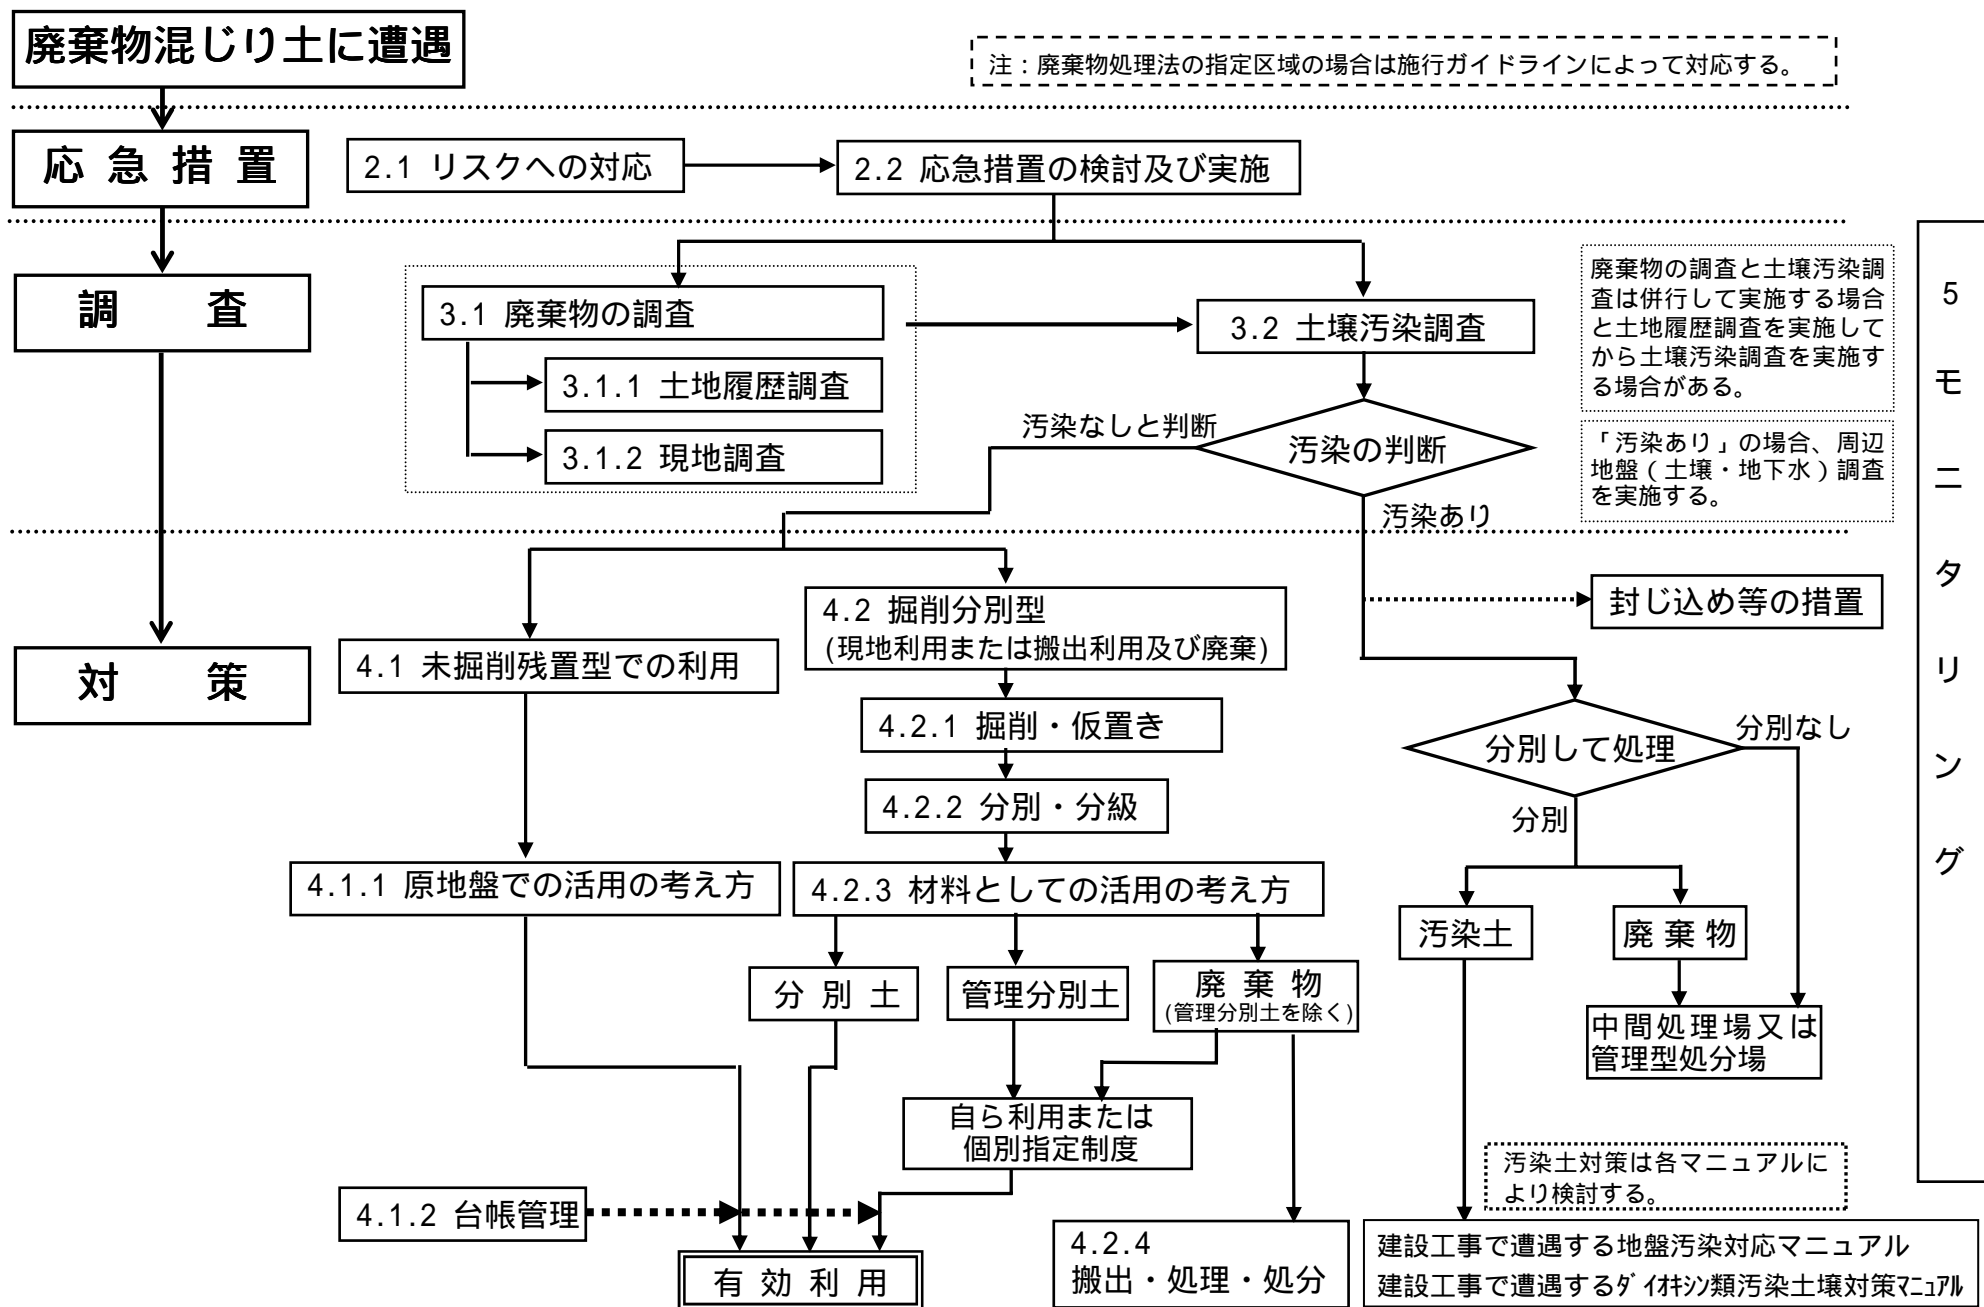 廃棄物混じり土に遭遇
注：廃棄物処理法の指定区域の場合は施行ガイドラインによって対応する。
応急措置
2.1 リスクへの対応
2.2 応急措置の検討及び実施
調　査
3.1 廃棄物の調査
3.1.1 土地履歴調査
3.1.2 現地調査
3.2 土壌汚染調査
廃棄物の調査と土壌汚染調
査は併行して実施する場合
と土地履歴調査を実施して
から土壌汚染調査を実施す
る場合がある。
汚染なしと判断
汚染の判断
汚染あり
「汚染あり」の場合、周辺
地盤（土壌・地下水）調査
を実施する。
5
モ
ニ
タ
リ
ン
グ
対　策
4.1 未掘削残置型での利用
4.2 掘削分別型
(現地利用または搬出利用及び廃棄)
封じ込め等の措置
4.2.1 掘削・仮置き
4.2.2 分別・分級
分別して処理
分別なし
分別
4.1.1 原地盤での活用の考え方
4.2.3 材料としての活用の考え方
汚染土
廃棄物
分別土
管理分別土
廃棄物
(管理分別土を除く)
中間処理場又は
管理型処分場
自ら利用または
個別指定制度
汚染土対策は各マニュアルに
より検討する。
4.1.2 台帳管理
有効利用
4.2.4
搬出・処理・処分
建設工事で遭遇する地盤汚染対応マニュアル
建設工事で遭遇するﾀﾞｲｵｷｼﾝ類汚染土壌対策ﾏﾆｭｱﾙ